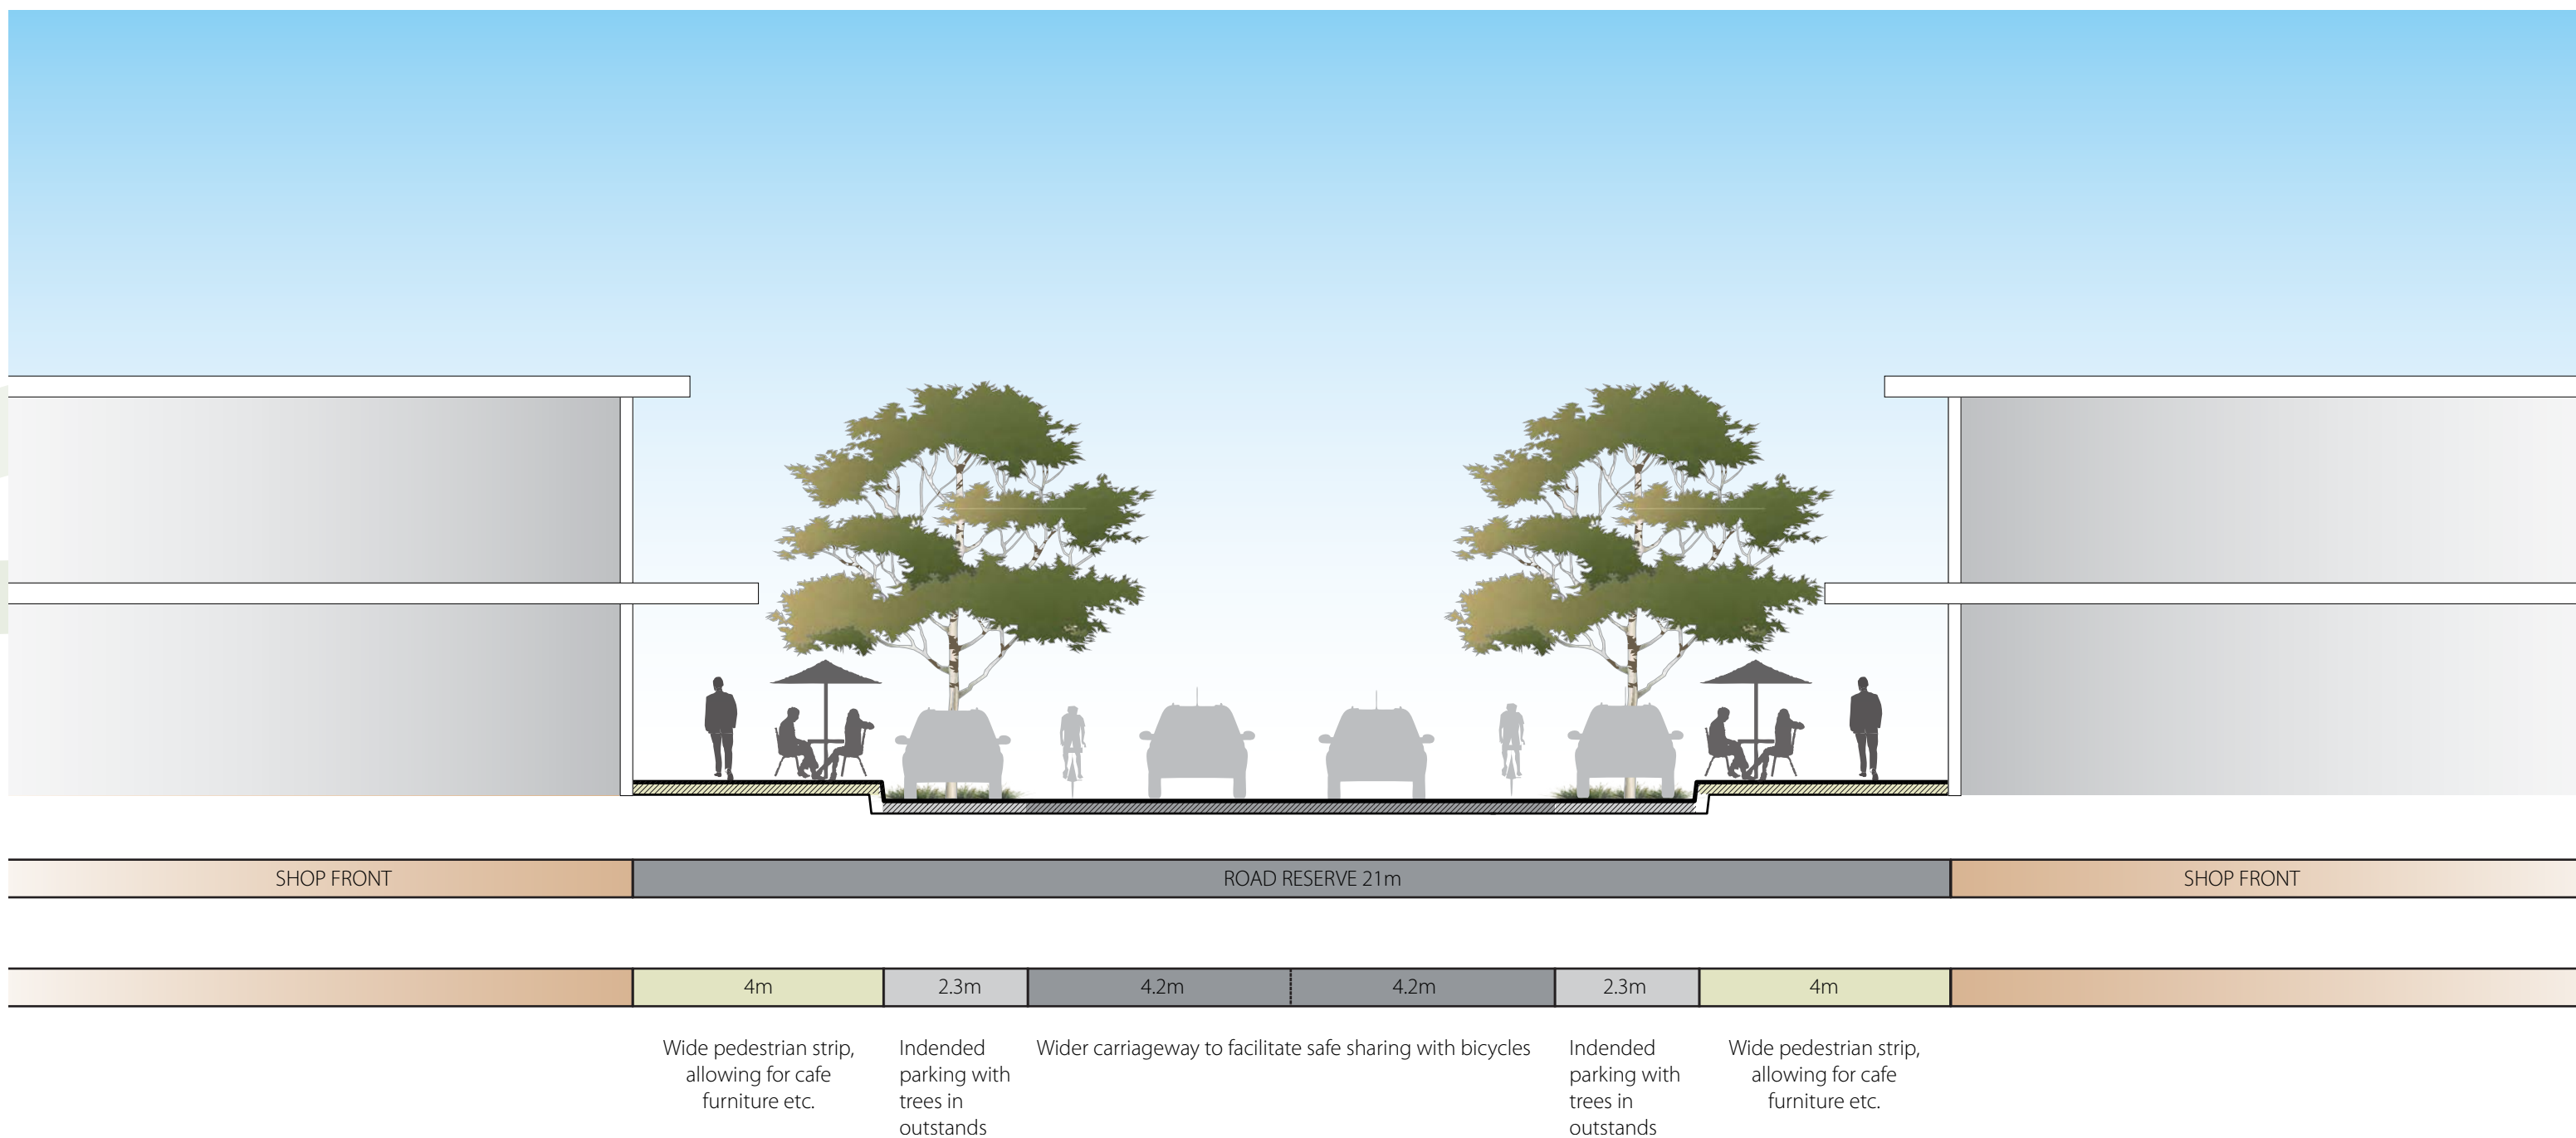 SHOP FRONT
ROAD RESERVE 21m
SHOP FRONT
4m
2.3m
4.2m
4.2m
2.3m
4m
Wide pedestrian strip,
allowing for cafe
furniture etc.
Indended
parking with
trees in
outstands
Wider carriageway to facilitate safe sharing with bicycles
Indended
parking with
trees in
outstands
Wide pedestrian strip,
allowing for cafe
furniture etc.